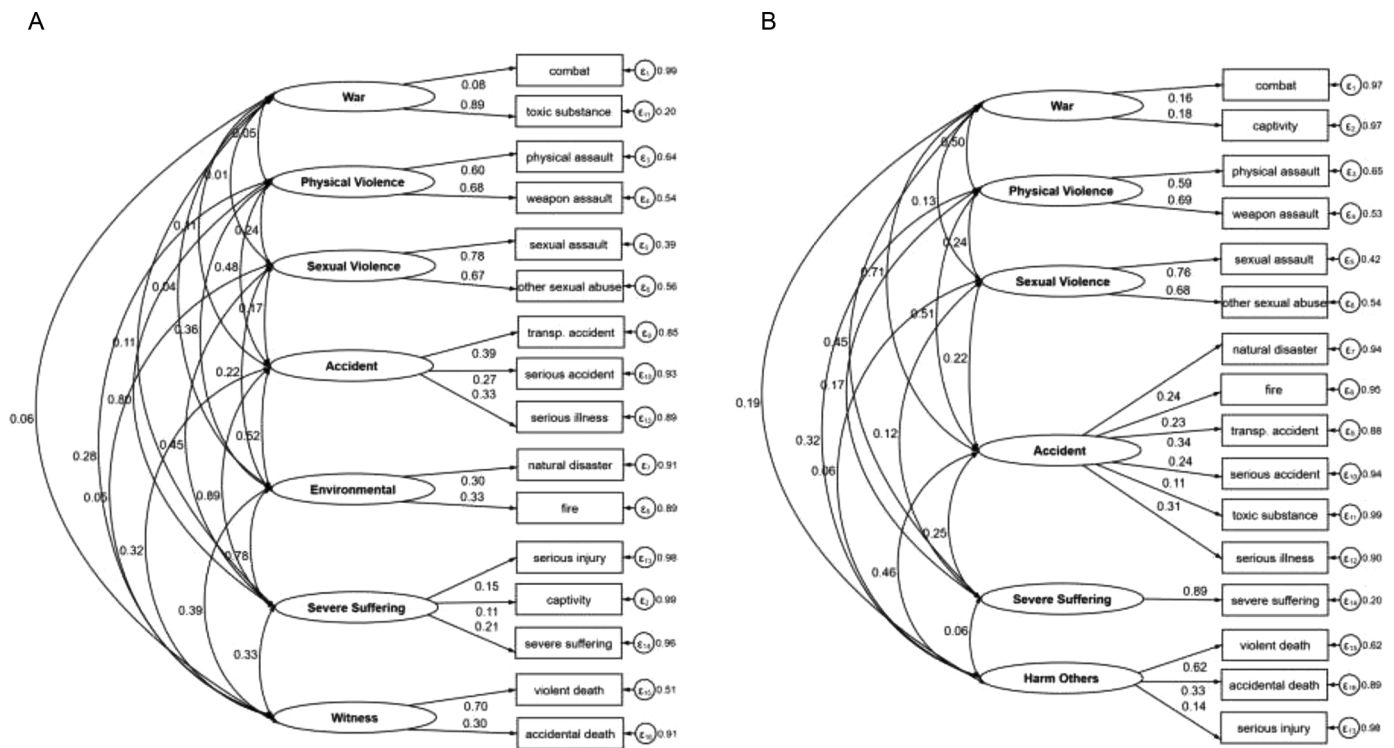 A
B
combat
ε₁
0.99
0.08
War
0.89
toxic substance
ε₁₁
0.20
0.05
physical assault
ε₃
0.64
0.60
0.01
Physical Violence
0.68
weapon assault
ε₄
0.54
0.11
0.24
sexual assault
ε₅
0.39
0.78
Sexual Violence
0.48
0.67
other sexual abuse
ε₆
0.56
0.04
0.17
0.36
transp. accident
ε₉
0.85
0.11
0.39
Accident
0.22
0.27
serious accident
ε₁₀
0.93
0.33
0.80
serious illness
ε₁₂
0.89
0.06
0.45
0.52
0.28
natural disaster
ε₇
0.91
0.30
Environmental
0.05
0.89
0.33
fire
ε₈
0.89
0.32
0.78
serious injury
ε₁₃
0.98
0.15
captivity
ε₂
0.99
Severe Suffering
0.39
0.11
0.21
severe suffering
ε₁₄
0.96
0.33
violent death
ε₁₅
0.51
0.70
Witness
0.30
accidental death
ε₁₆
0.91
combat
ε₁
0.97
0.16
War
0.18
captivity
ε₂
0.97
0.50
physical assault
ε₃
0.65
0.59
Physical Violence
0.13
0.69
weapon assault
ε₄
0.53
0.24
sexual assault
ε₅
0.42
0.71
0.76
Sexual Violence
0.68
other sexual abuse
ε₆
0.54
0.51
0.45
0.22
natural disaster
ε₇
0.94
0.17
0.24
fire
ε₈
0.95
0.19
0.23
transp. accident
ε₉
0.88
0.12
0.34
0.32
Accident
0.24
serious accident
ε₁₀
0.94
0.06
0.11
0.31
toxic substance
ε₁₁
0.99
0.25
serious illness
ε₁₂
0.90
0.46
0.89
Severe Suffering
severe suffering
ε₁₄
0.20
0.06
violent death
ε₁₅
0.62
0.62
Harm Others
0.33
accidental death
ε₁₆
0.89
0.14
serious injury
ε₁₃
0.98